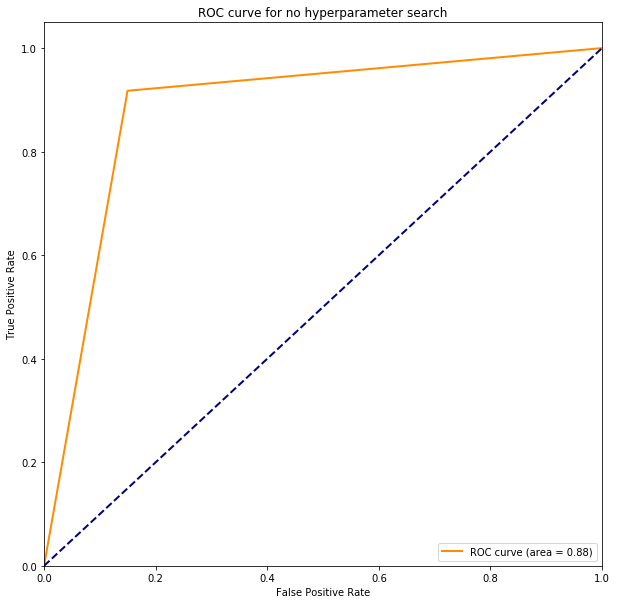 ROC curve for no hyperparameter search
1.0
0.8
0.6
0.4
0.2
0.0
True Positive Rate
ROC curve (area = 0.88)
0.0 0.2 0.4 0.6 0.8 1.0
False Positive Rate